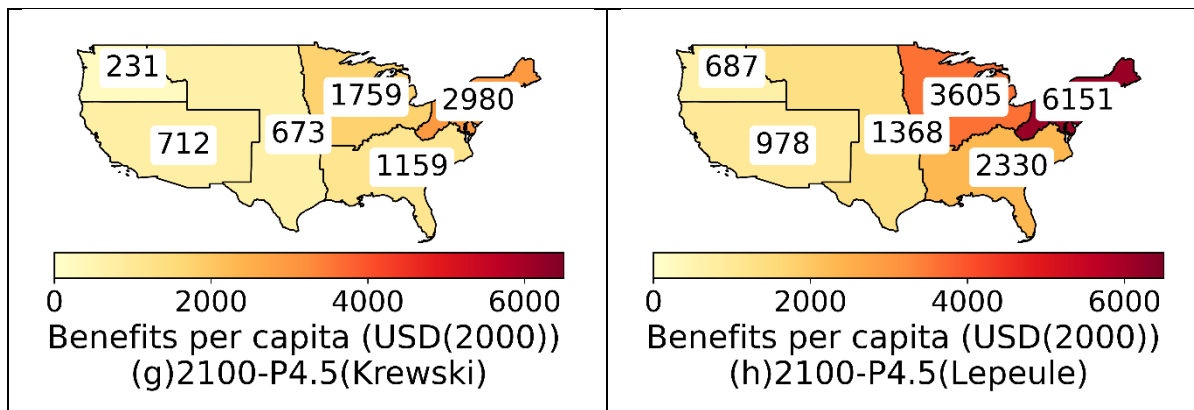 231
1759
2980
712
673
1159
0 2000 4000 6000
Benefits per capita (USD(2000))
(g)2100-P4.5(Krewski)
687
3605
6151
978
1368
2330
0 2000 4000 6000
Benefits per capita (USD(2000))
(h)2100-P4.5(Lepeule)